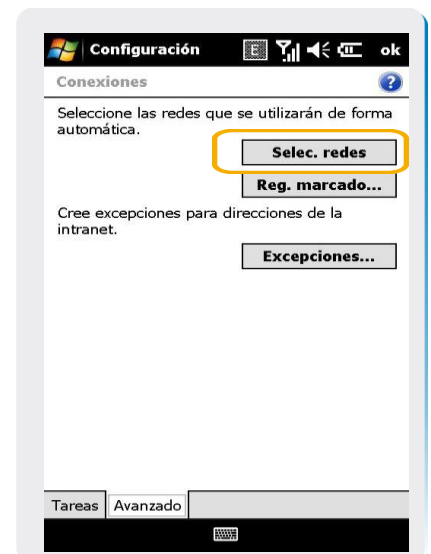 Configuración E ok
Conexiones ?
Seleccione las redes que se utilizarán de forma
automática.
Selec. redes
Reg. marcado...
Cree excepciones para direcciones de la
intranet.
Excepciones...
Tareas Avanzado